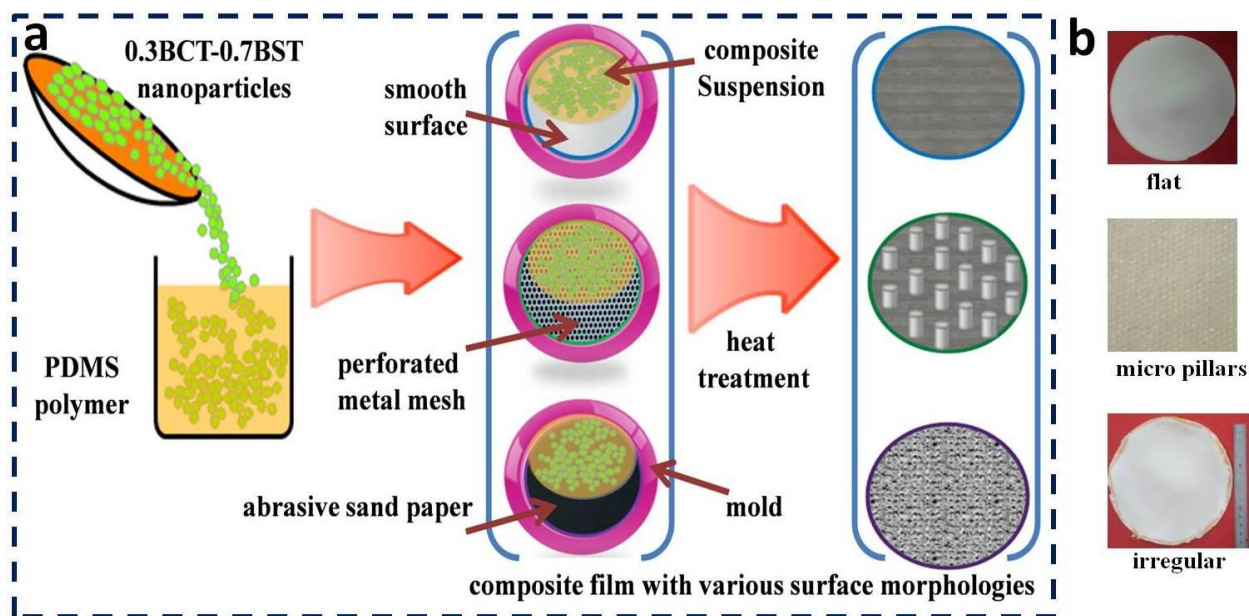 a
0.3BCT-0.7BST
nanoparticles
PDMS
polymer
smooth
surface
composite
Suspension
perforated
metal mesh
heat
treatment
abrasive sand paper
mold
composite film with various surface morphologies
b
flat
micro pillars
irregular